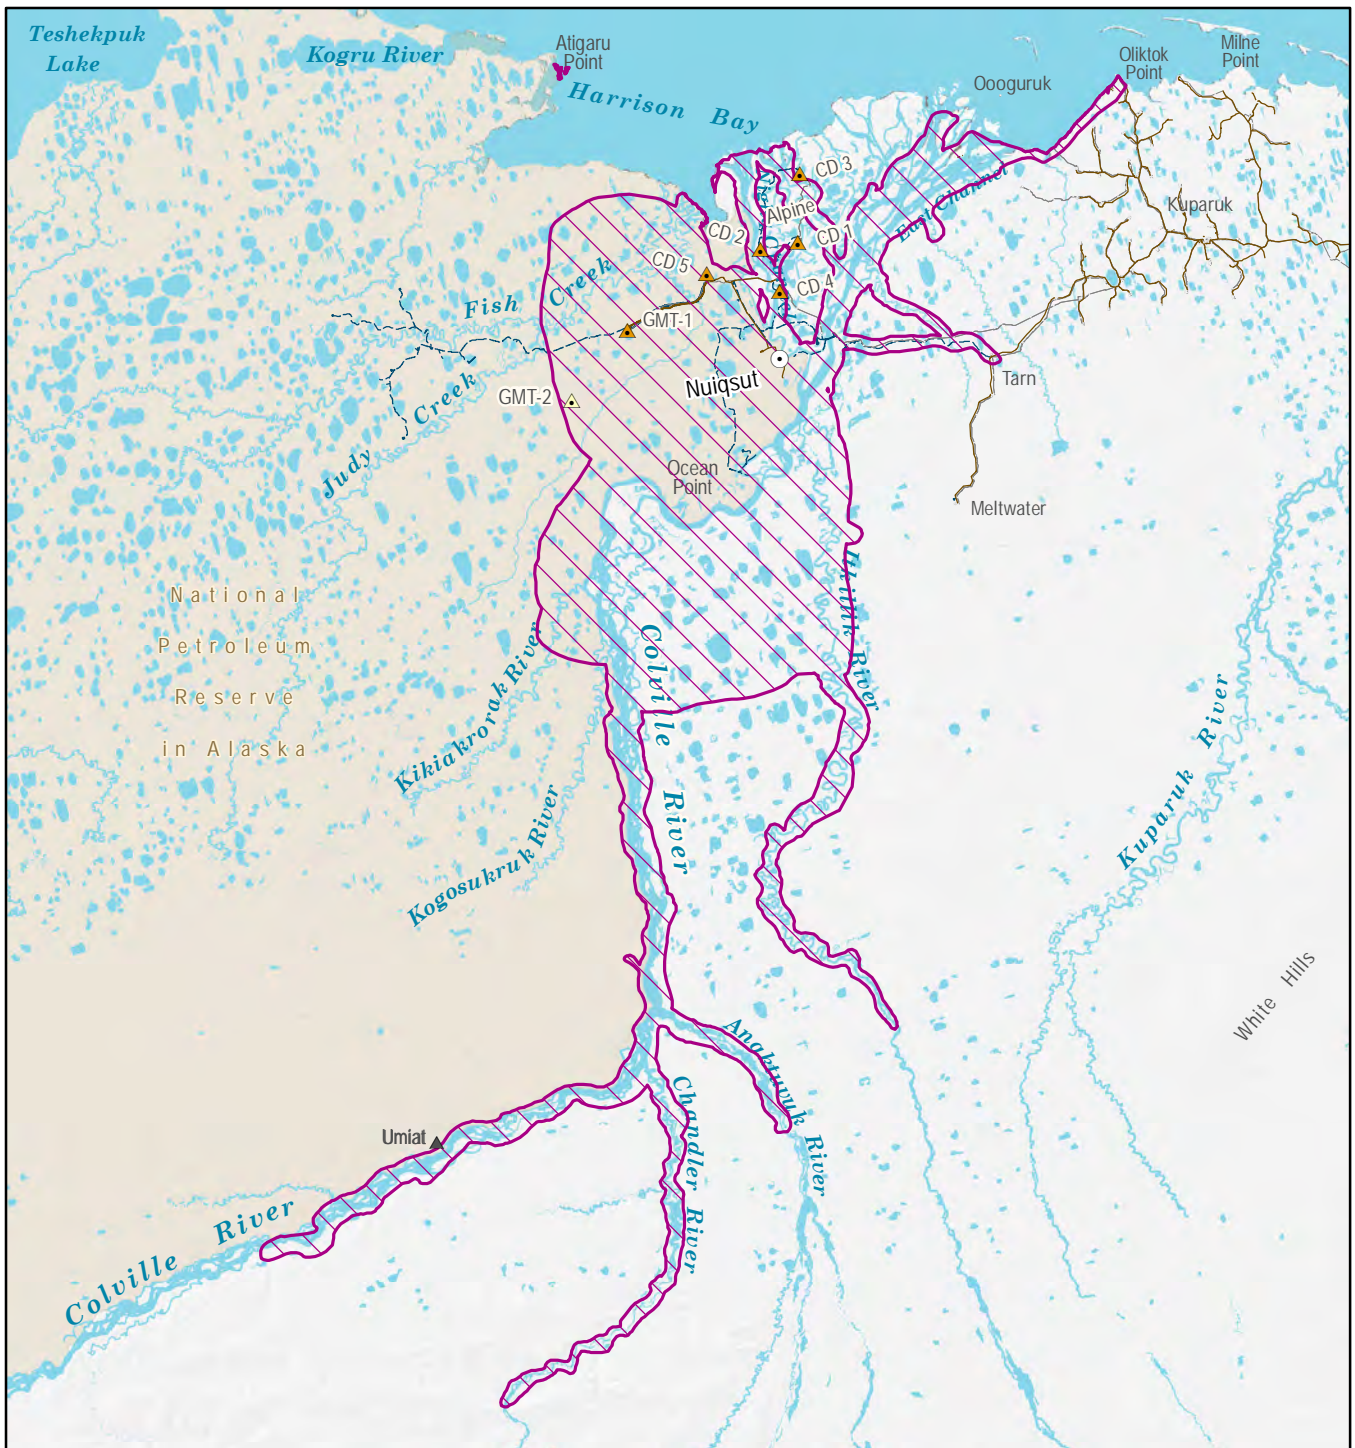 Teshekpuk
Lake
Kogru River
Atigaru
Point
Harrison Bay
Oooguruk
Oliktok
Point
Milne
Point
CD 3
Alpine
CD 2
CD 1
East Channel
Kuparuk
CD 5
CD 4
Fish Creek
GMT-1
Nuiqsut
Tarn
GMT-2
Judy Creek
Ocean
Point
Meltwater
National
Petroleum
Reserve
in Alaska
Itkillik River
Colville River
Kikiakrorak River
Kogosukruk River
Kuparuk River
White Hills
Anaktuvuk River
Chandler River
Umiat
Colville River